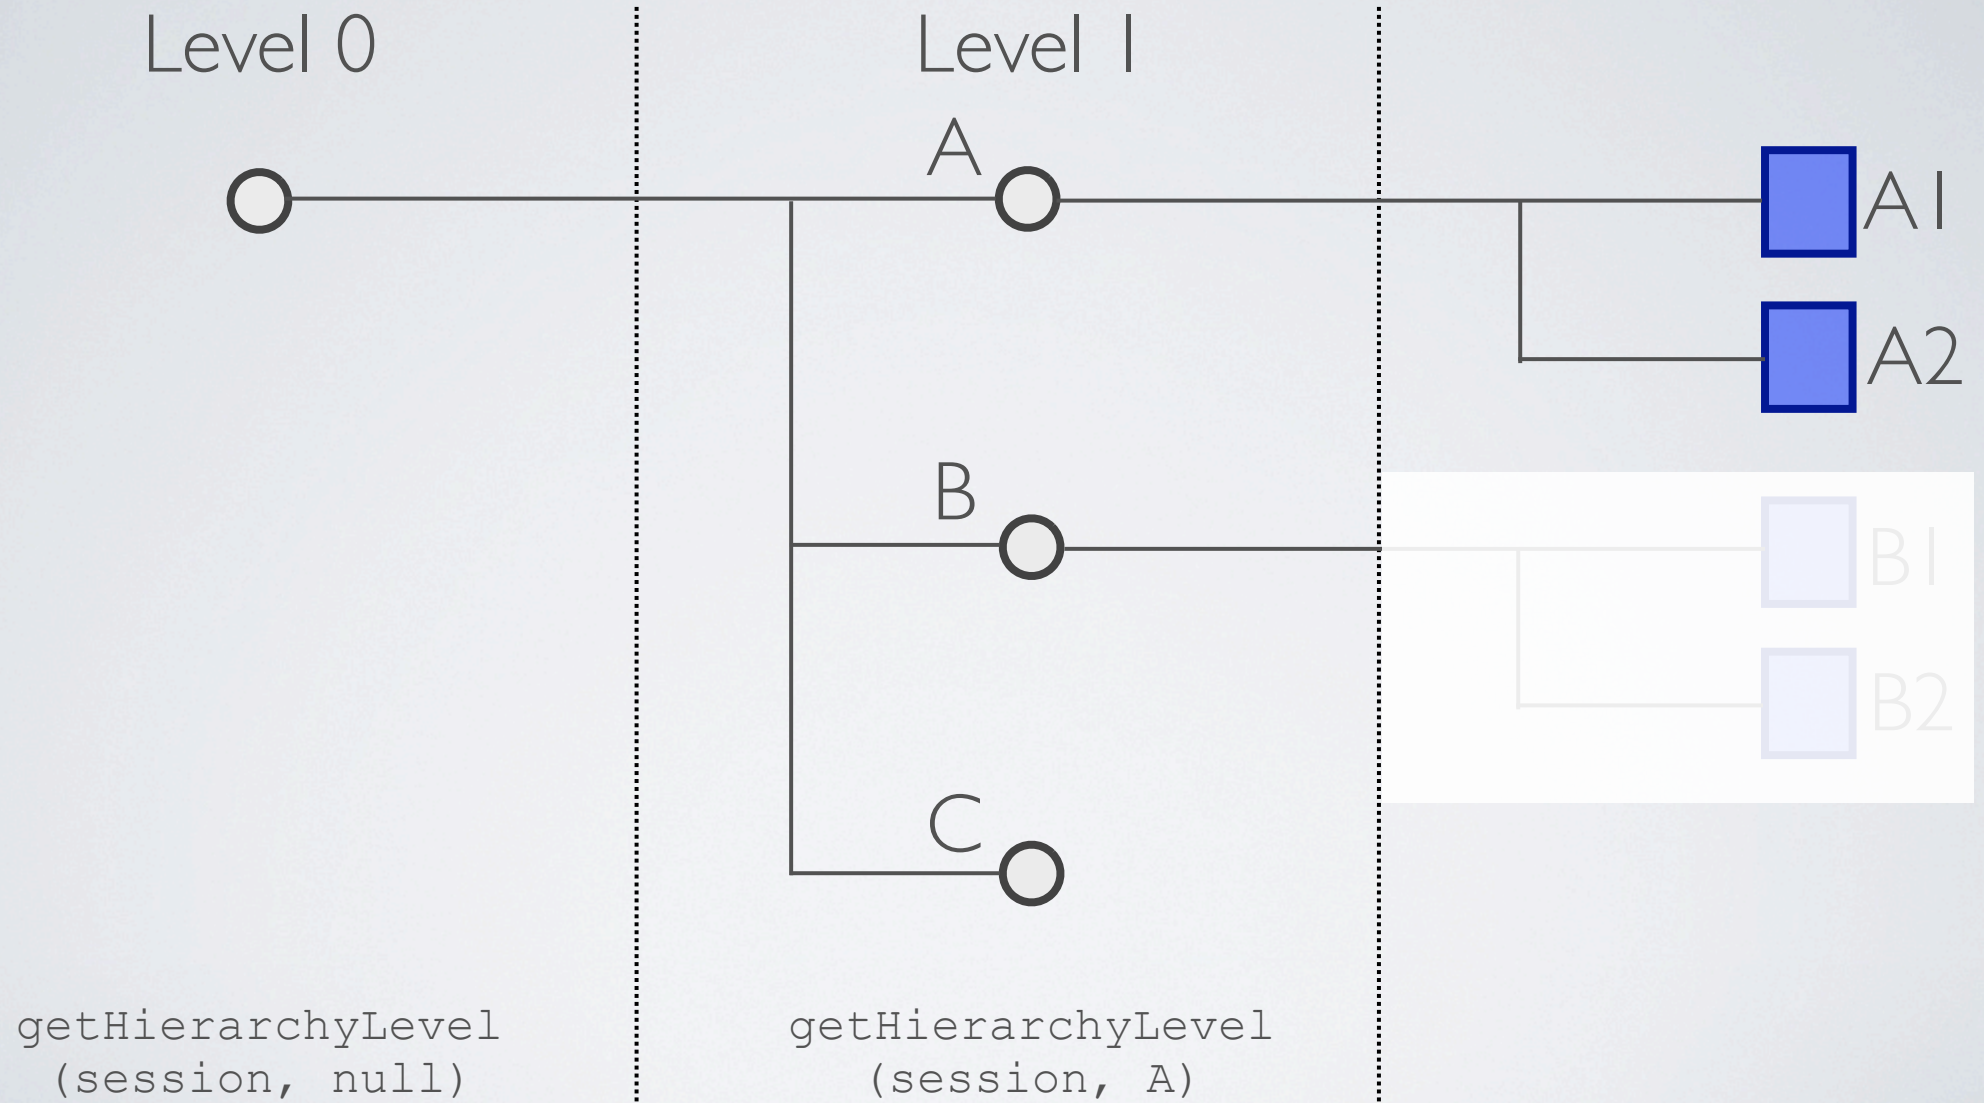 Level 0
Level 1
A
A1
A2
B
B1
B2
C
getHierarchyLevel
(session, null)
getHierarchyLevel
(session, A)